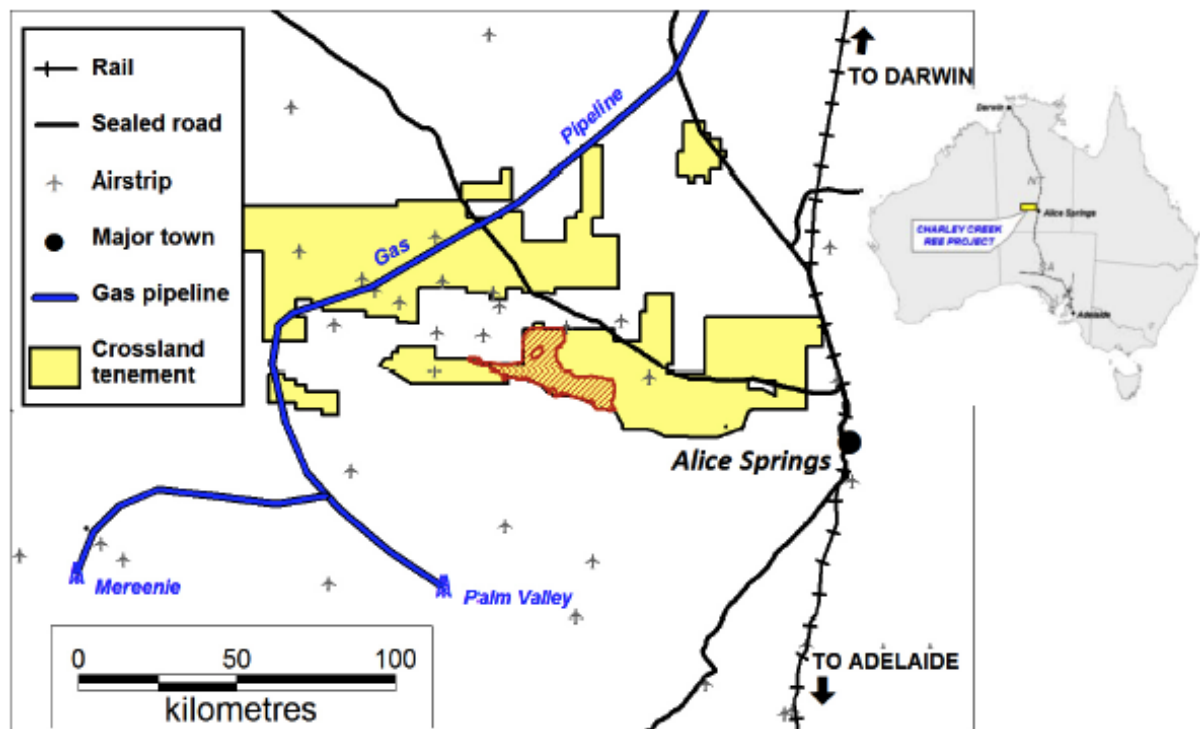 Rail
Sealed road
Airstrip
Major town
Gas pipeline
Crossland
tenement
Gas
Pipeline
TO DARWIN
Alice Springs
Mereenie
Palm Valley
TO ADELAIDE
0 50 100
kilometres
Darwin
NT
Alice Springs
CHARLEY CREEK
REE PROJECT
SA
Adelaide